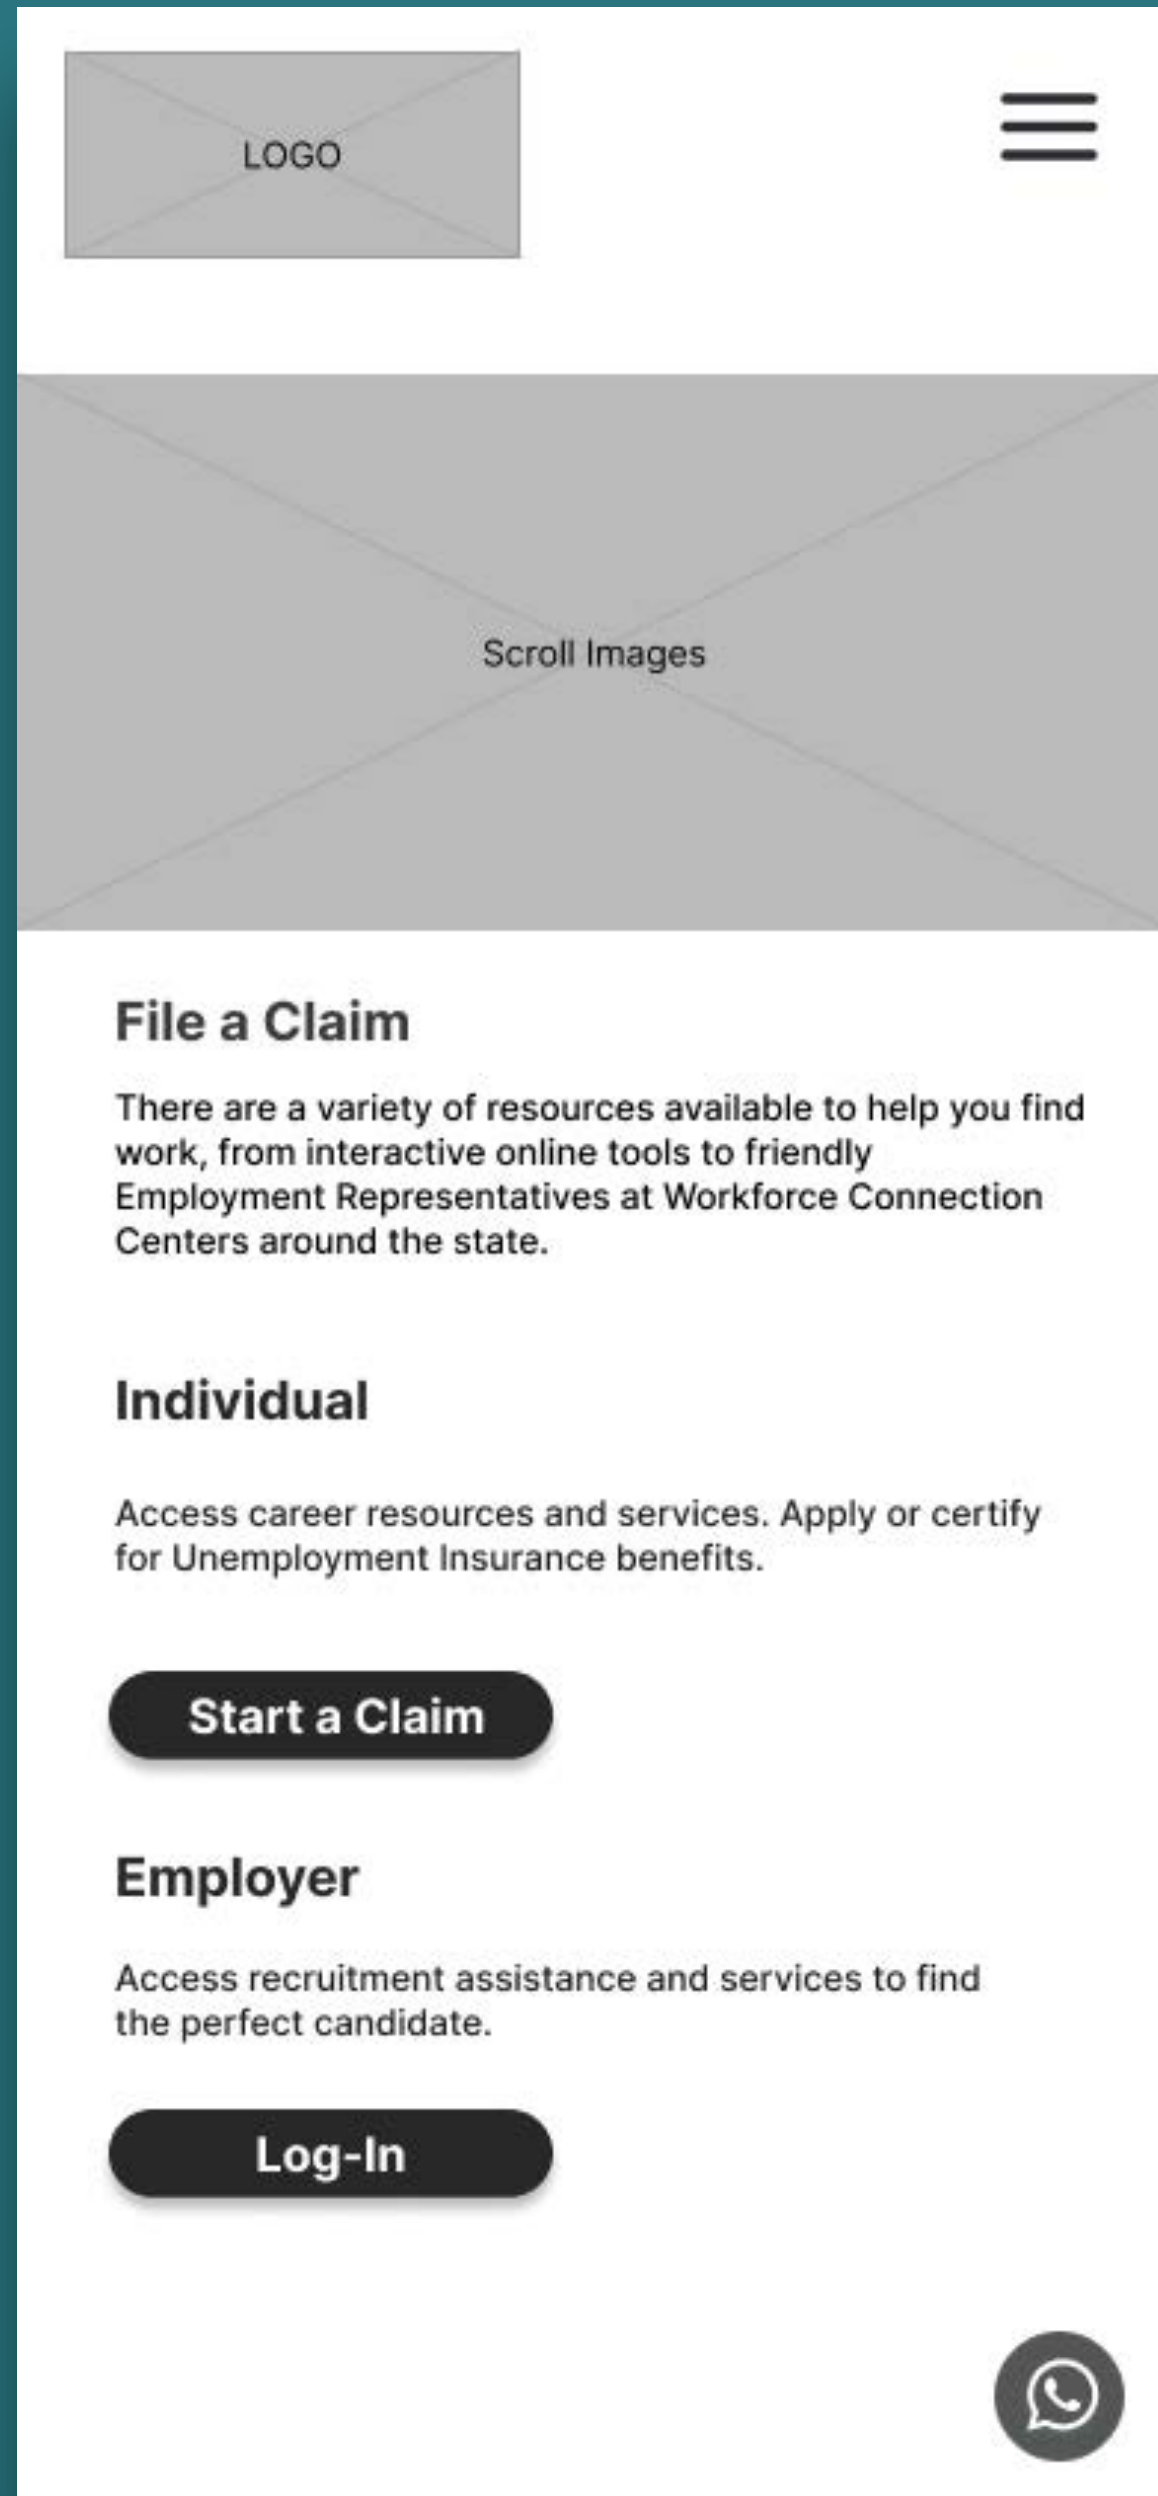 LOGO
Scroll Images
File a Claim
There are a variety of resources available to help you find
work, from interactive online tools to friendly
Employment Representatives at Workforce Connection
Centers around the state.
Individual
Access career resources and services. Apply or certify
for Unemployment Insurance benefits.
Start a Claim
Employer
Access recruitment assistance and services to find
the perfect candidate.
Log-In